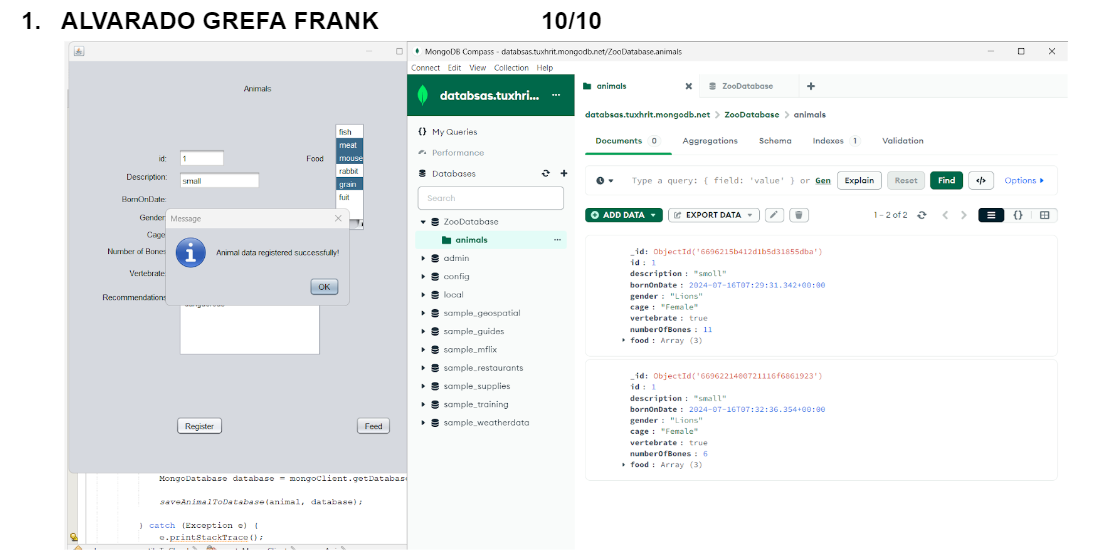 1. ALVARADO GREFA FRANK 10/10
MongoDB Compass - databsas.tuxhrit.mongodb.net/ZooDatabase.animals
Connect Edit View Collection Help
Animals
databsas.tuxhri... ...
animals
ZooDatabase
databsas.tuxhrit.mongodb.net > ZooDatabase > animals
{} My Queries
Performance
Databases
Search
ZooDatabase
animals ...
admin
config
local
sample_geospatial
sample_guides
sample_mflix
sample_restaurants
sample_supplies
sample_training
sample_weatherdata
Documents 0 Aggregations Schema Indexes 1 Validation
Type a query: { field: 'value' } or Gen Explain Reset Find </> Options
ADD DATA EXPORT DATA 1 - 2 of 2 {}
_id: ObjectId('6696215b412d1b5d31855dba')
id : 1
description : "smoll"
bornOnDate : 2024-07-16T07:29:31.342+00:00
gender : "Lions"
cage : "Female"
vertebrate : true
numberOfBones : 11
food : Array (3)
_id: ObjectId('6696221400721116f6861923')
id : 1
description : "small"
bornOnDate : 2024-07-16T07:32:36.354+00:00
gender : "Lions"
cage : "Female"
vertebrate : true
numberOfBones : 6
food : Array (3)
id: 1 Food
fish
meat
mouse
rabbit
grain
fuit
Description: small
BornOnDate
Gender
Cage
Number of Bones
Vertebrate
Recommendations
Message
Animal data registered successfully!
OK
Register Feed
MongoDatabase database = mongoClient.getDatabas
saveAnimalToDatabase(animal, database);
} catch (Exception e) {
e.printStackTrace();